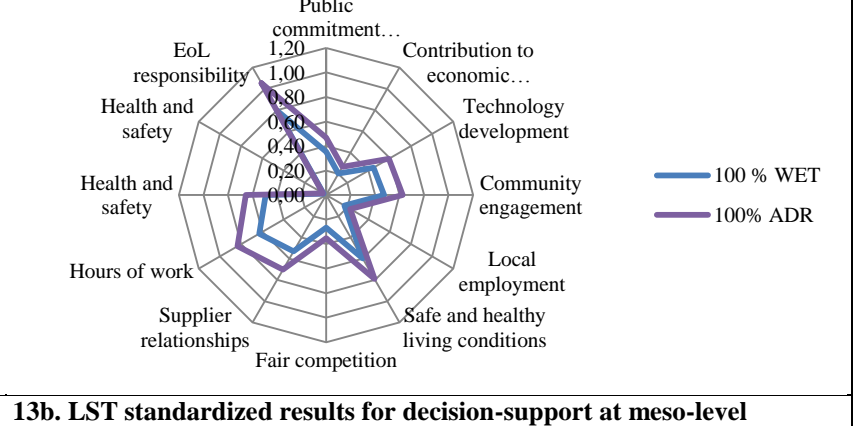 Public
commitment…
Contribution to
economic…
Technology
development
Community
engagement
Local
employment
Safe and healthy
living conditions
Fair competition
Supplier
relationships
Hours of work
Health and
safety
Health and
safety
EoL
responsibility
1,20
1,00
0,80
0,60
0,40
0,20
0,00
100 % WET
100% ADR
13b. LST standardized results for decision-support at meso-level